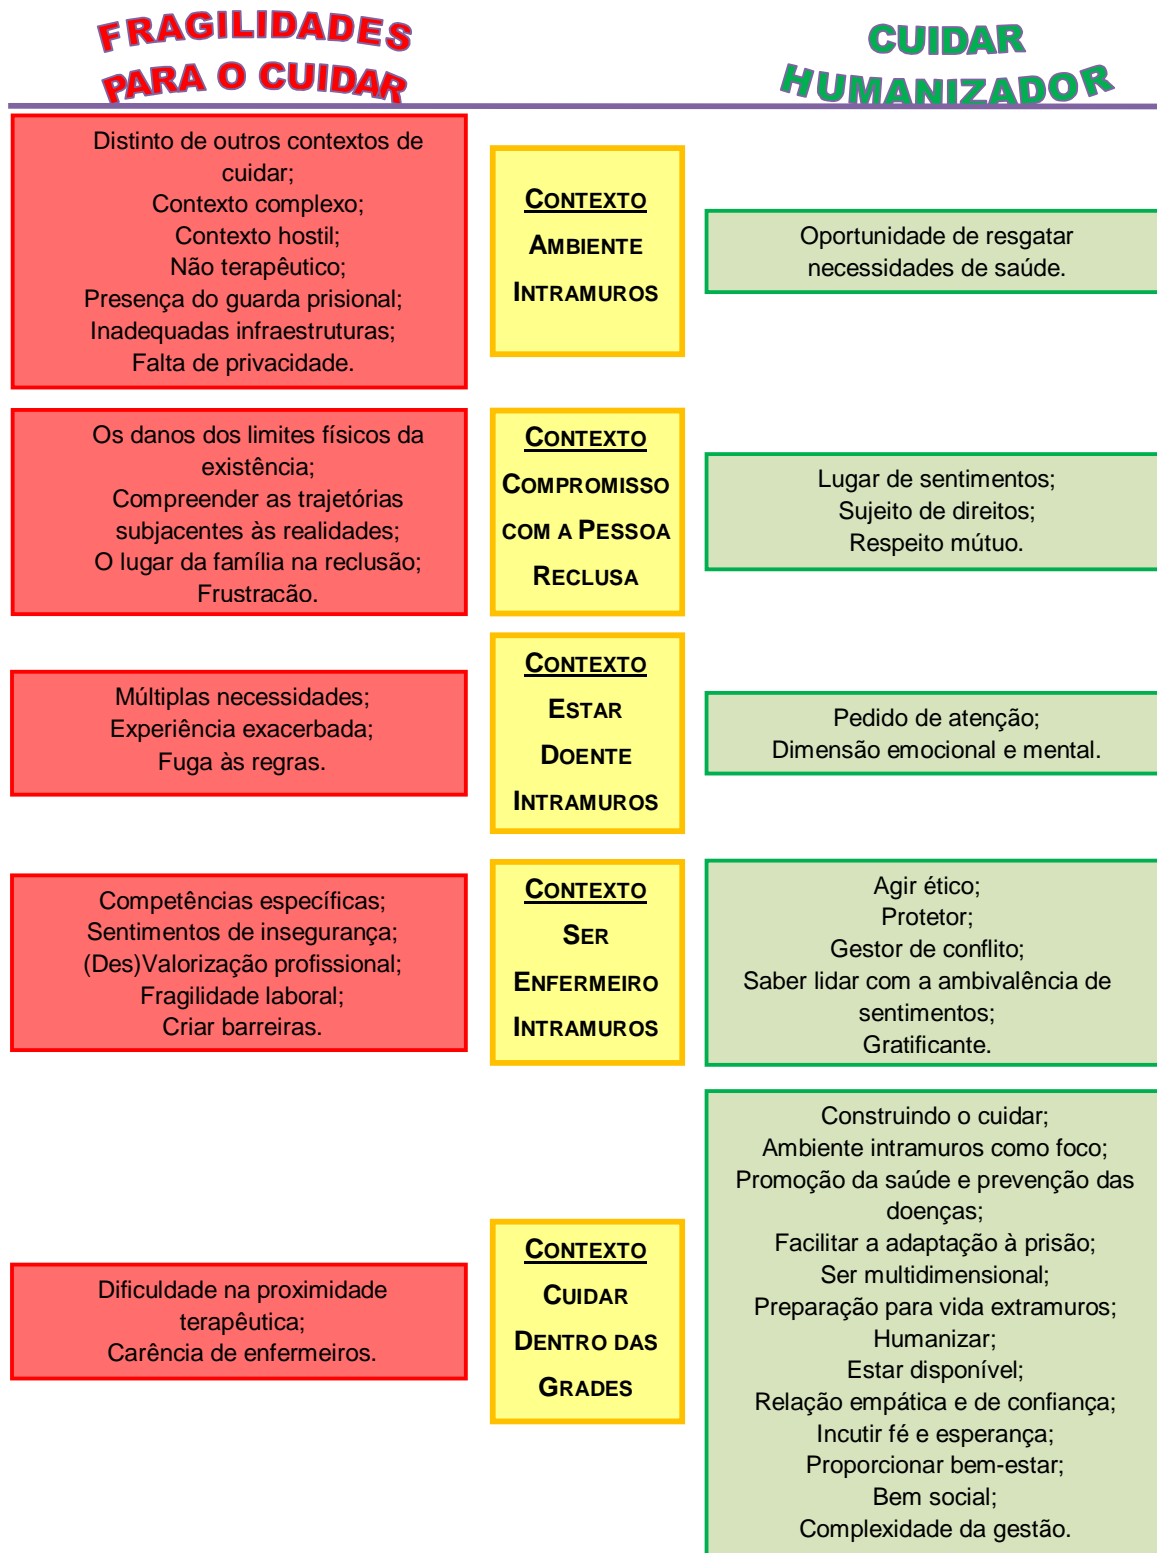 FRAGILIDADES
PARA O CUIDAR
CUIDAR
HUMANIZADOR
Distinto de outros contextos de
cuidar;
Contexto complexo;
Contexto hostil;
Não terapêutico;
Presença do guarda prisional;
Inadequadas infraestruturas;
Falta de privacidade.
CONTEXTO
AMBIENTE
INTRAMUROS
Oportunidade de resgatar
necessidades de saúde.
Os danos dos limites físicos da
existência;
Compreender as trajetórias
subjacentes às realidades;
O lugar da família na reclusão;
Frustração.
CONTEXTO
COMPROMISSO
COM A PESSOA
RECLUSA
Lugar de sentimentos;
Sujeito de direitos;
Respeito mútuo.
Múltiplas necessidades;
Experiência exacerbada;
Fuga às regras.
CONTEXTO
ESTAR
DOENTE
INTRAMUROS
Pedido de atenção;
Dimensão emocional e mental.
Competências específicas;
Sentimentos de insegurança;
(Des)Valorização profissional;
Fragilidade laboral;
Criar barreiras.
CONTEXTO
SER
ENFERMEIRO
INTRAMUROS
Agir ético;
Protetor;
Gestor de conflito;
Saber lidar com a ambivalência de
sentimentos;
Gratificante.
Dificuldade na proximidade
terapêutica;
Carência de enfermeiros.
CONTEXTO
CUIDAR
DENTRO DAS
GRADES
Construindo o cuidar;
Ambiente intramuros como foco;
Promoção da saúde e prevenção das
doenças;
Facilitar a adaptação à prisão;
Ser multidimensional;
Preparação para vida extramuros;
Humanizar;
Estar disponível;
Relação empática e de confiança;
Incutir fé e esperança;
Proporcionar bem-estar;
Bem social;
Complexidade da gestão.